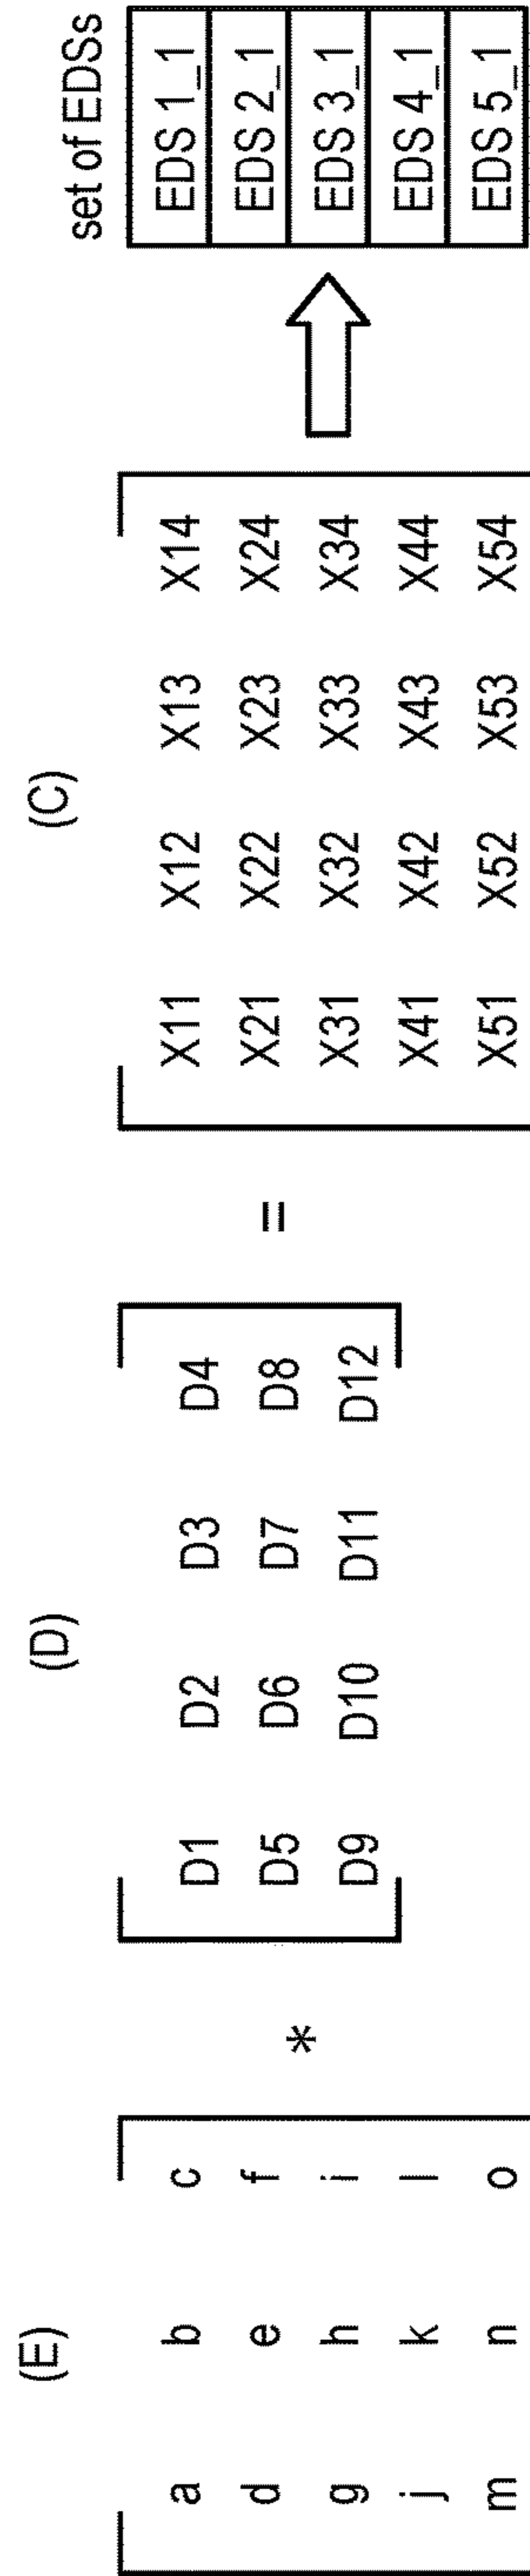 (E) (D) (C) set of EDSs
a b c D1 D2 D3 D4 X11 X12 X13 X14 EDS 1_1
d e f * D5 D6 D7 D8 = X21 X22 X23 X24 EDS 2_1
g h i D9 D10 D11 D12 X31 X32 X33 X34 EDS 3_1
j k l X41 X42 X43 X44 EDS 4_1
m n o X51 X52 X53 X54 EDS 5_1